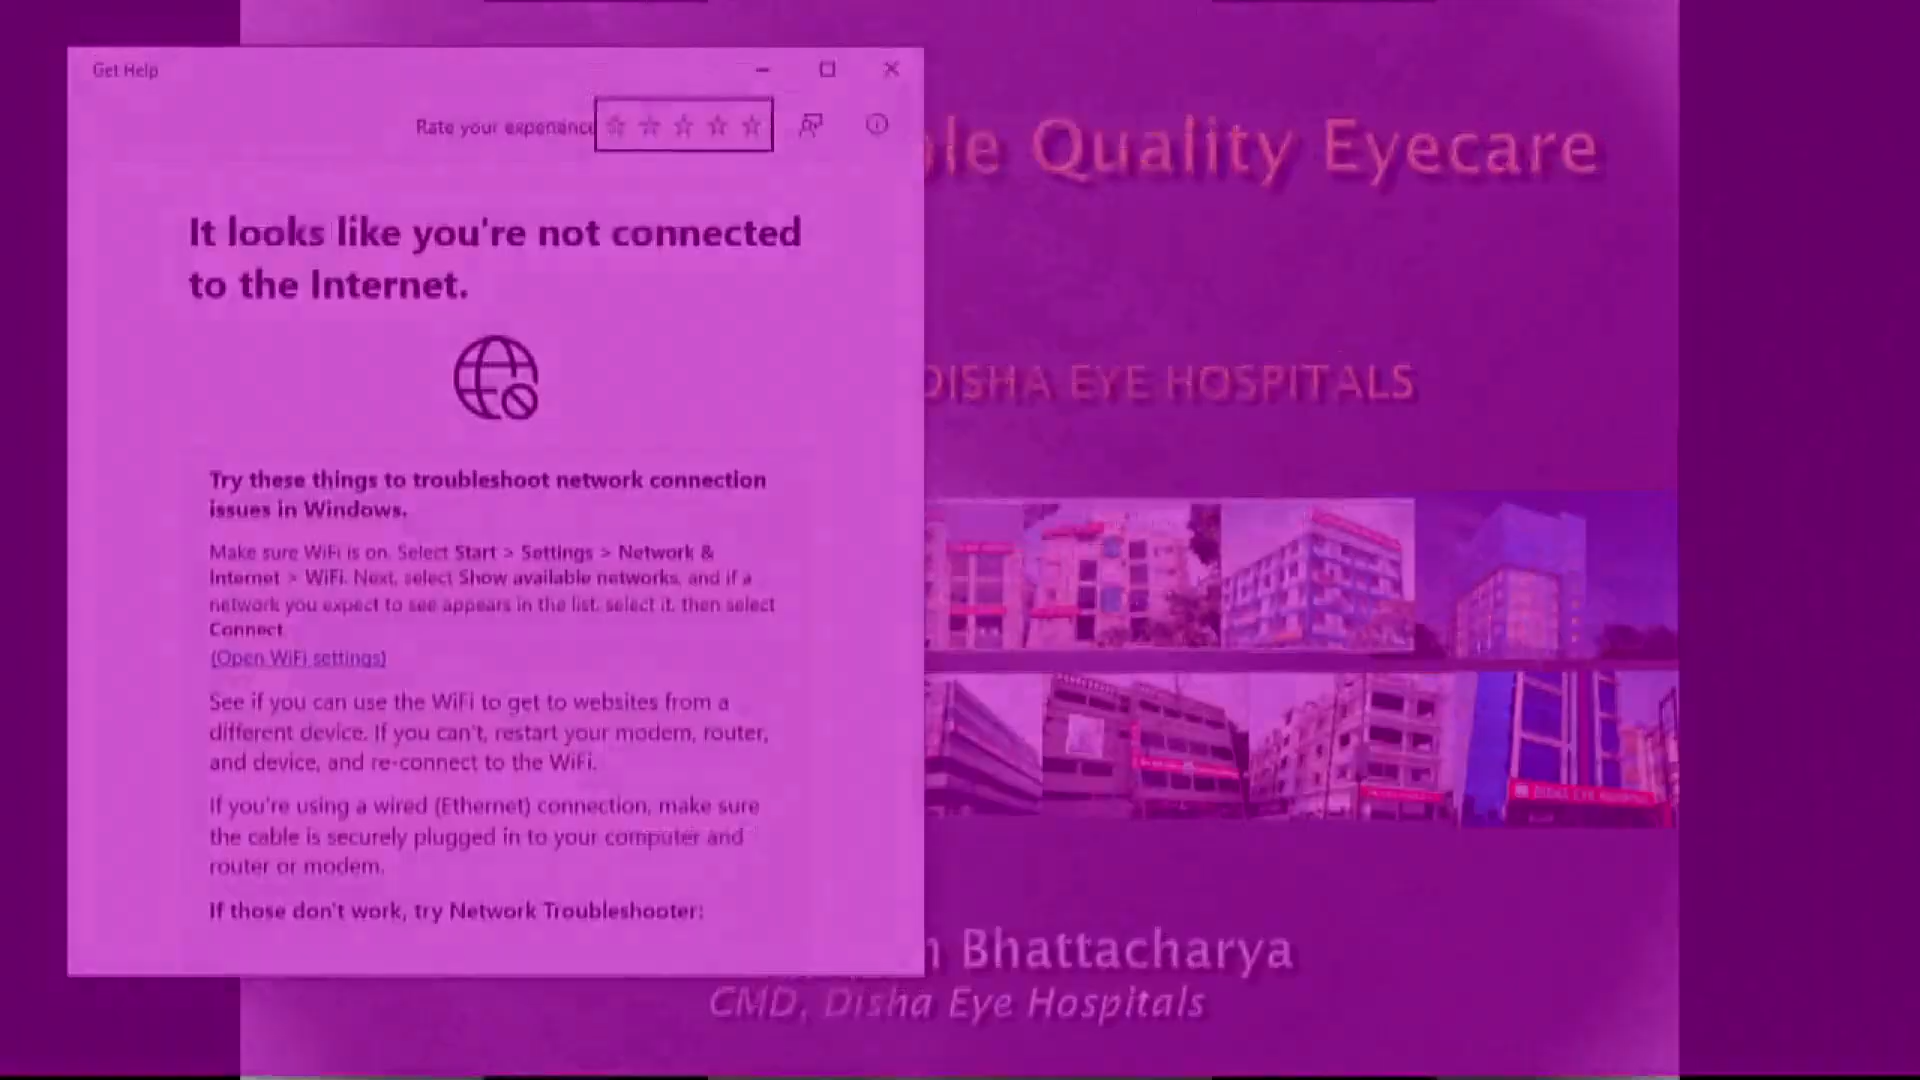 Get Help
Rate your experience
It looks like you're not connected
to the Internet.
Try these things to troubleshoot network connection
issues in Windows.
Make sure WiFi is on. Select Start > Settings > Network &
Internet > WiFi. Next, select Show available networks, and if a
network you expect to see appears in the list, select it, then select
Connect.
(Open WiFi settings)
See if you can use the WiFi to get to websites from a
different device. If you can't, restart your modem, router,
and device, and re-connect to the WiFi.
If you're using a wired (Ethernet) connection, make sure
the cable is securely plugged in to your computer and
router or modem.
If those don't work, try Network Troubleshooter:
Quality Eyecare
DISHA EYE HOSPITALS
DISHA EYE HOSPITAL
Bhattacharya
CMD, Disha Eye Hospitals